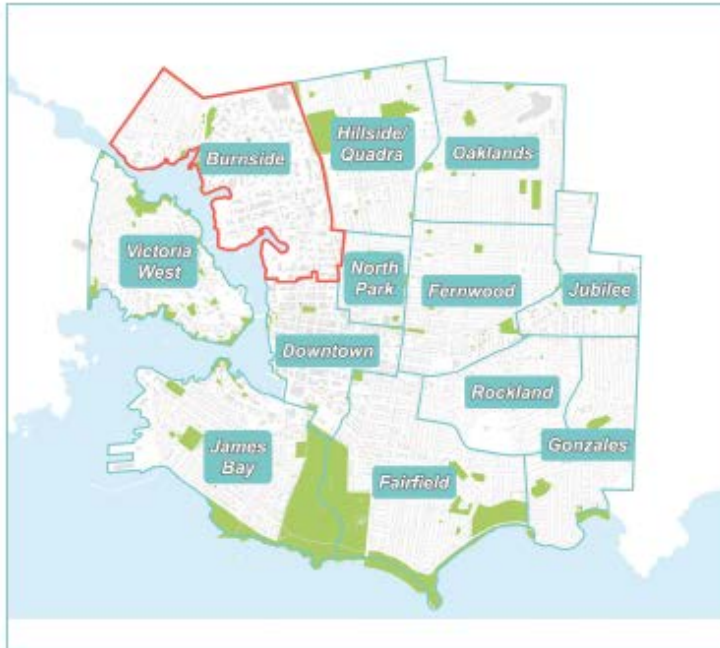 Hillside/
Quadra
Oaklands
Burnside
Victoria
West
North
Park
Fernwood
Jubilee
Downtown
Rockland
James
Bay
Gonzales
Fairfield